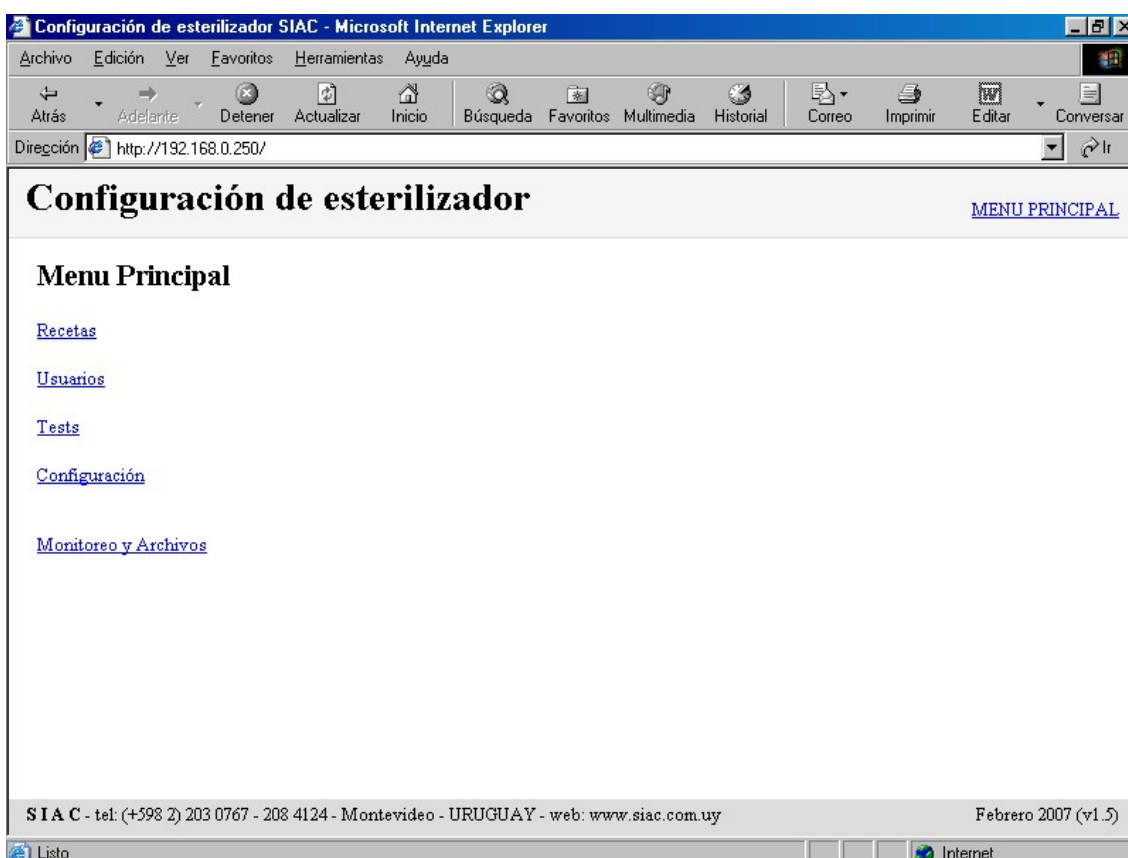 Configuración de esterilizador SIAC - Microsoft Internet Explorer
Archivo Edición Ver Favoritos Herramientas Ayuda
Atrás Adelante Detener Actualizar Inicio Búsqueda Favoritos Multimedia Historial Correo Imprimir Editar Conversar
Dirección http://192.168.0.250/ Ir
Configuración de esterilizador
MENU PRINCIPAL
Menu Principal
Recetas
Usuarios
Tests
Configuración
Monitoreo y Archivos
S I A C - tel: (+598 2) 203 0767 - 208 4124 - Montevideo - URUGUAY - web: www.siac.com.uy Febrero 2007 (v1.5)
Listo Internet